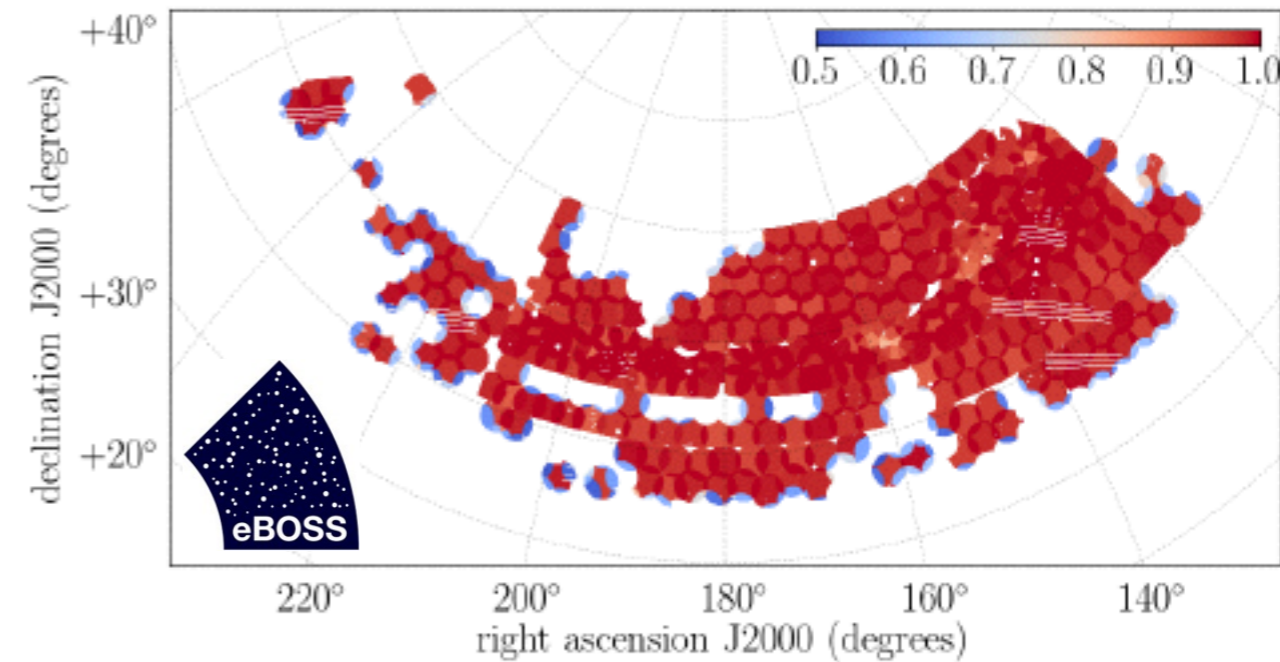 +40°
0.5 0.6 0.7 0.8 0.9 1.0
declination J2000 (degrees)
+30°
+20°
eBOSS
220° 200° 180° 160° 140°
right ascension J2000 (degrees)